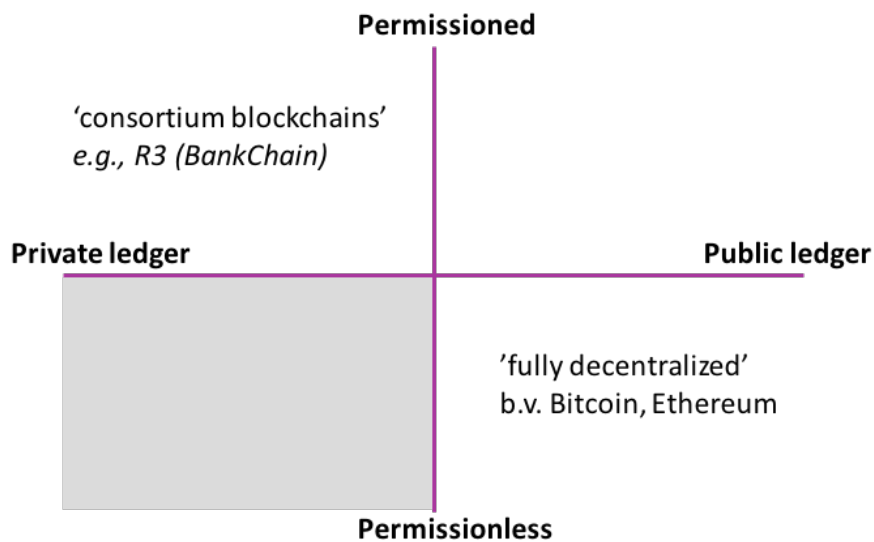 Permissioned
‘consortium blockchains’
e.g., R3 (BankChain)
Private ledger
Public ledger
’fully decentralized’
b.v. Bitcoin, Ethereum
Permissionless